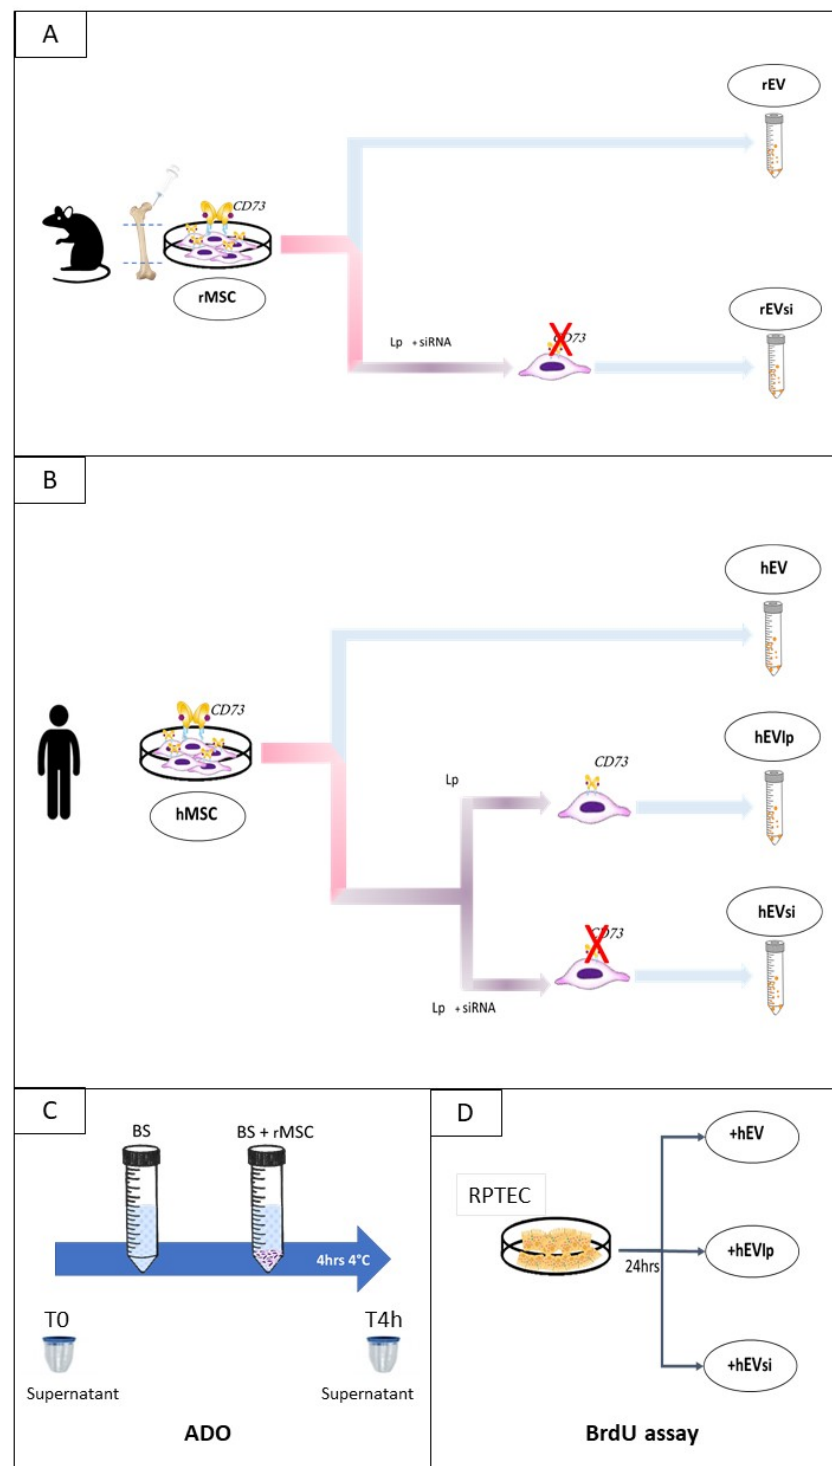 A
rEV
CD73
rMSC
rEVsi
Lp + siRNA
CD73
B
hEV
CD73
hMSC
hEVlp
Lp
CD73
hEVsi
CD73
Lp + siRNA
C
BS
BS + rMSC
4hrs 4°C
T0
T4h
Supernatant
Supernatant
ADO
D
+hEV
RPTEC
24hrs
+hEVlp
+hEVsi
BrdU assay